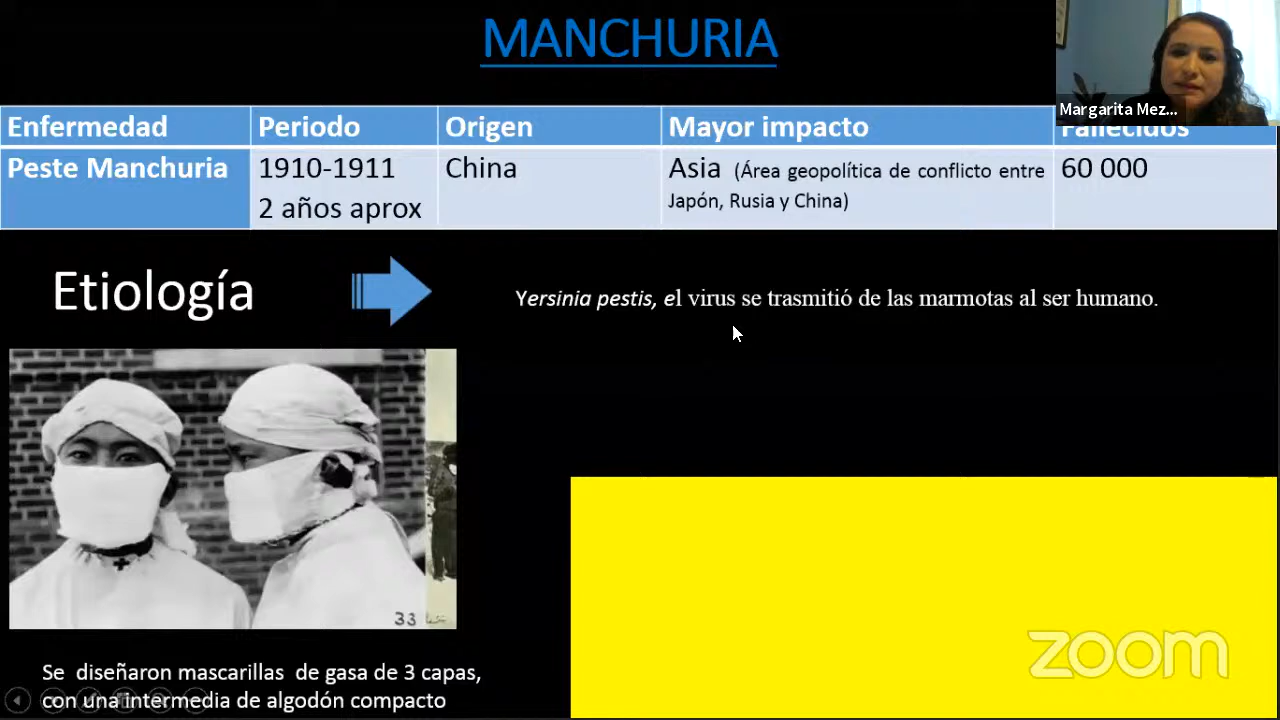 MANCHURIA
Margarita Mez...
Enfermedad Periodo Origen Mayor impacto Fallecidos
Peste Manchuria 1910-1911 China Asia (Área geopolítica de conflicto entre 60 000
2 años aprox Japón, Rusia y China)
Etiología
Yersinia pestis, el virus se trasmitió de las marmotas al ser humano.
33
Se diseñaron mascarillas de gasa de 3 capas,
con una intermedia de algodón compacto
zoom